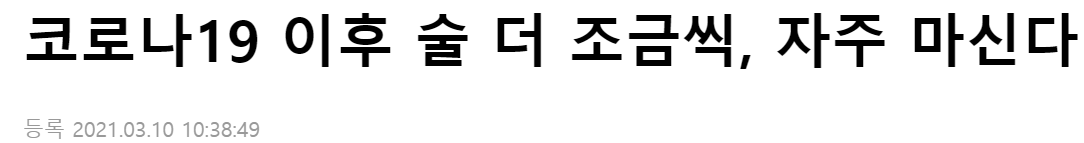 코로나19 이후 술 더 조금씩, 자주 마신다
등록 2021.03.10 10:38:49